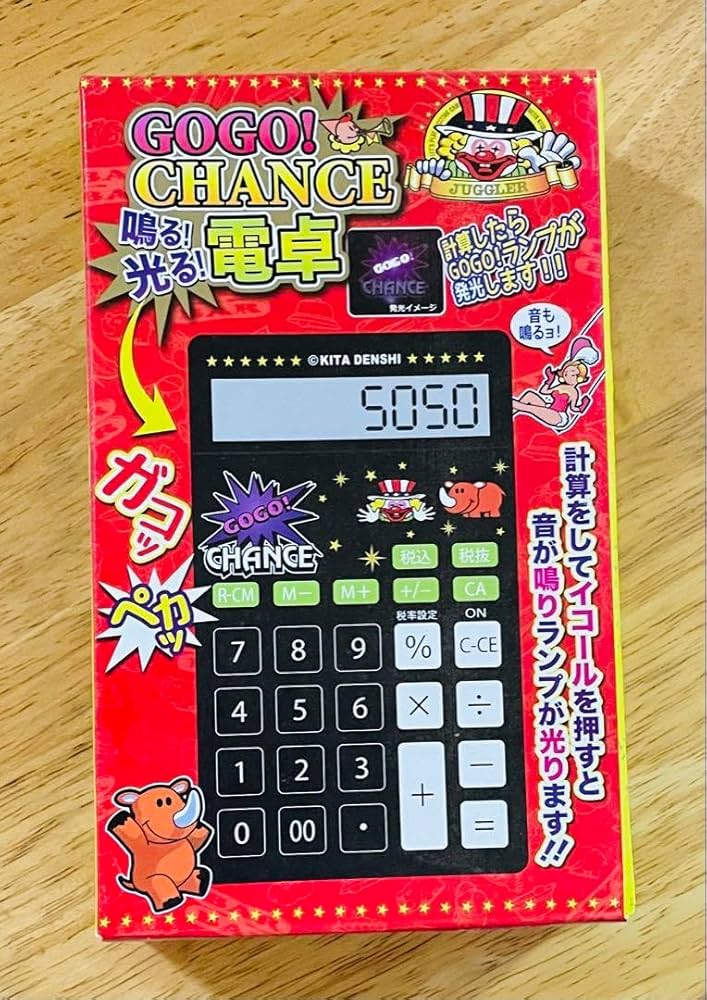 GOGO!
CHANCE
鳴る!
光る!
電卓
JUGGLER
GOGO!
CHANCE
発光イメージ
計算したら
GOGO!ランプが
発光します!!
音も
鳴るヨ!
★★★★★★ ©KITA DENSHI ★★★★★
5050
ガコッ
ペカッ
GOGO!
CHANCE
税込 税抜
R-CM M− M+ +/− CA
税率設定 ON
7 8 9 % C-CE
4 5 6 × ÷
1 2 3 + −
0 00 • =
計算をしてイコールを押すと
音が鳴りランプが光ります!!